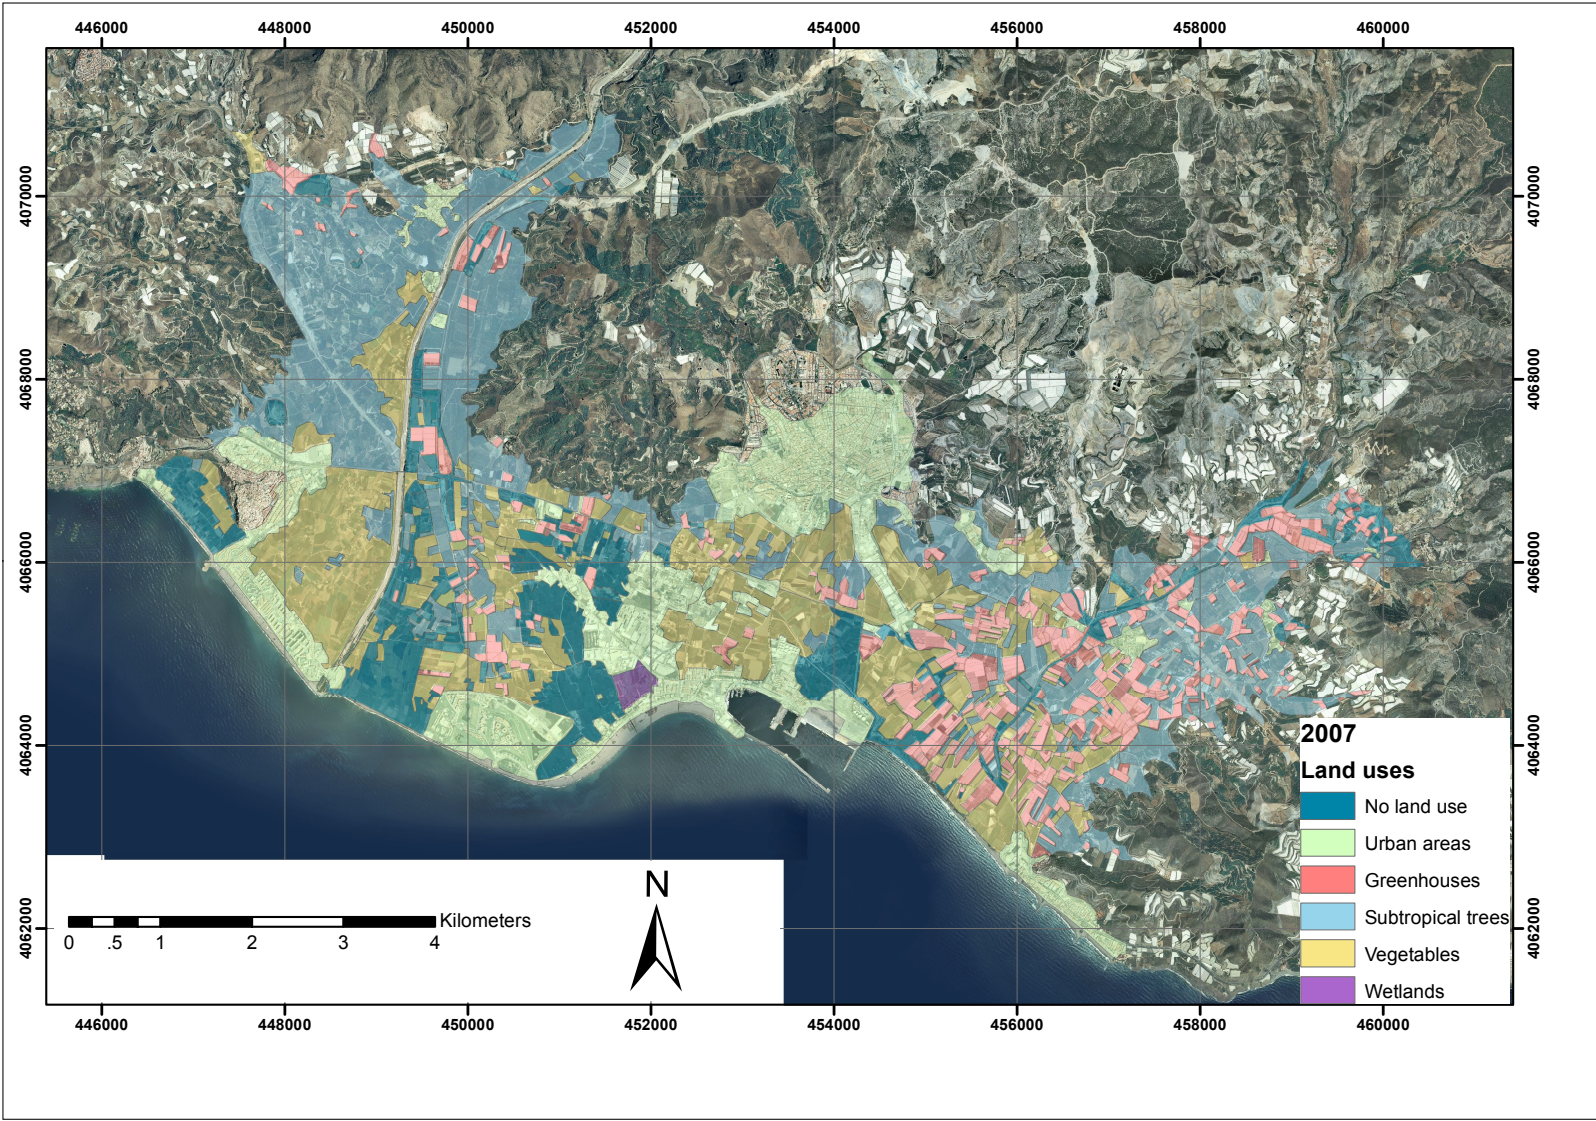 446000 448000 450000 452000 454000 456000 458000 460000
4070000 4070000
4068000 4068000
4066000 4066000
4064000 4064000
4062000 4062000
2007
Land uses
No land use
Urban areas
Greenhouses
Subtropical trees
Vegetables
Wetlands
N
Kilometers
0 .5 1 2 3 4
446000 448000 450000 452000 454000 456000 458000 460000